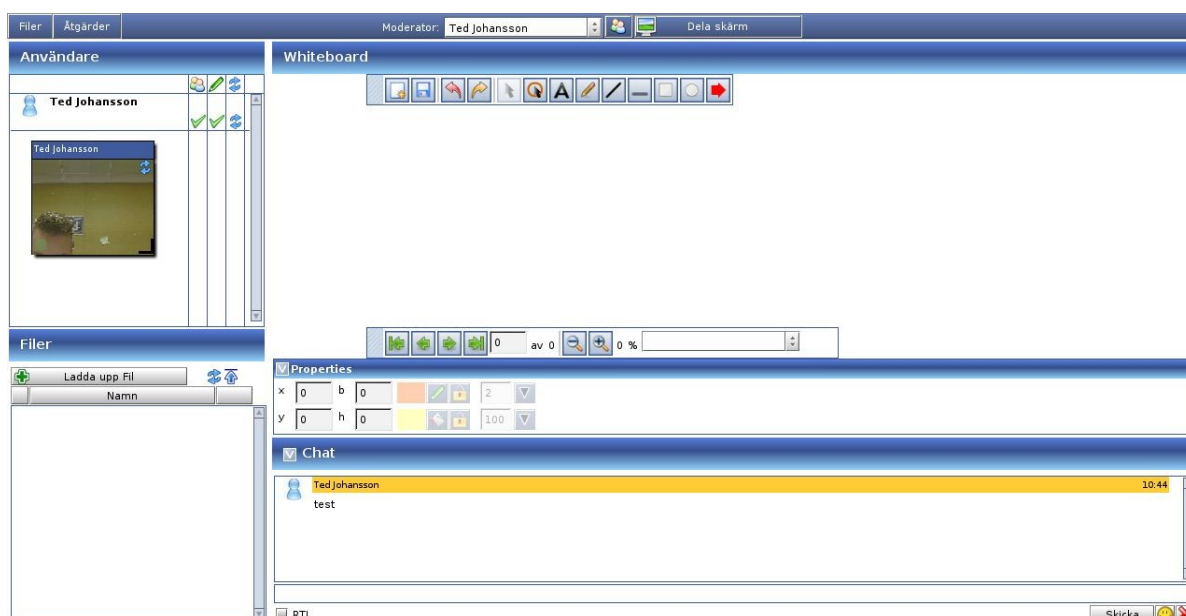 Filer Åtgärder Moderator: Ted Johansson Dela skärm
Användare
Ted Johansson
Ted Johansson
Filer
Ladda upp Fil
Namn
Whiteboard
A
0 av 0 0 %
Properties
x 0 b 0 2
y 0 h 0 100
Chat
Ted Johansson 10:44
test
RTL Skicka